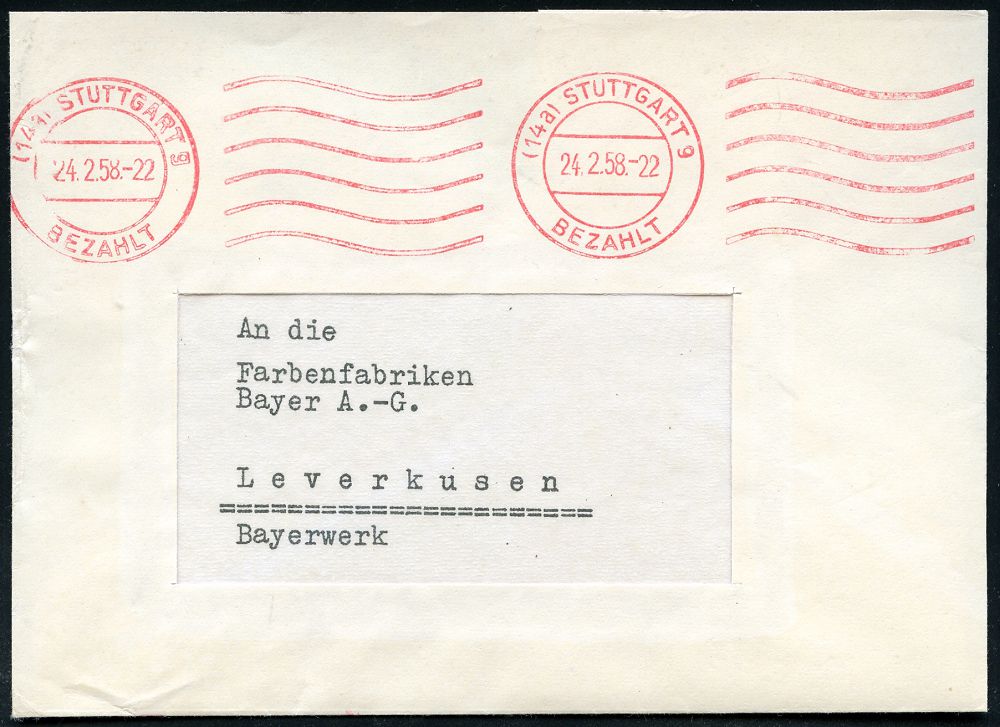 (14a) STUTTGART 9
24.2.58.-22
BEZAHLT
(14a) STUTTGART 9
24.2.58.-22
BEZAHLT
An die
Farbenfabriken
Bayer A.-G.
Leverkusen
======================
Bayerwerk